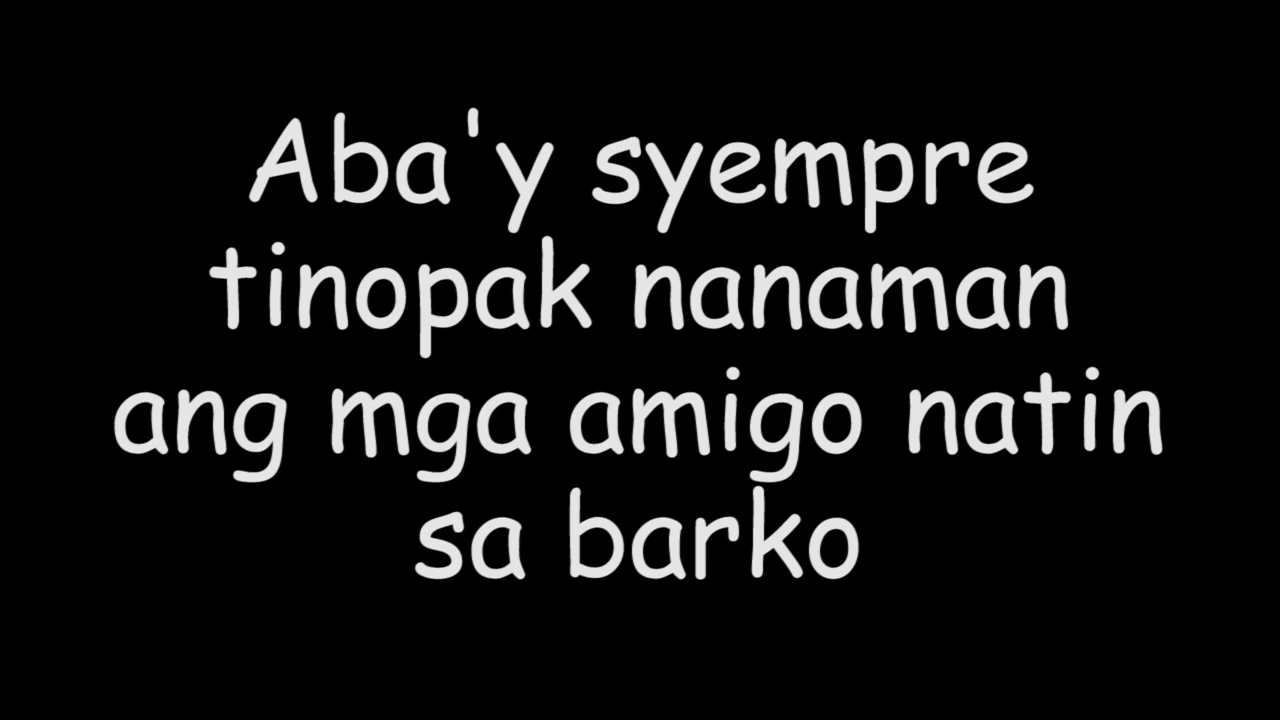 Aba'y syempre
tinopak nanaman
ang mga amigo natin
sa barko